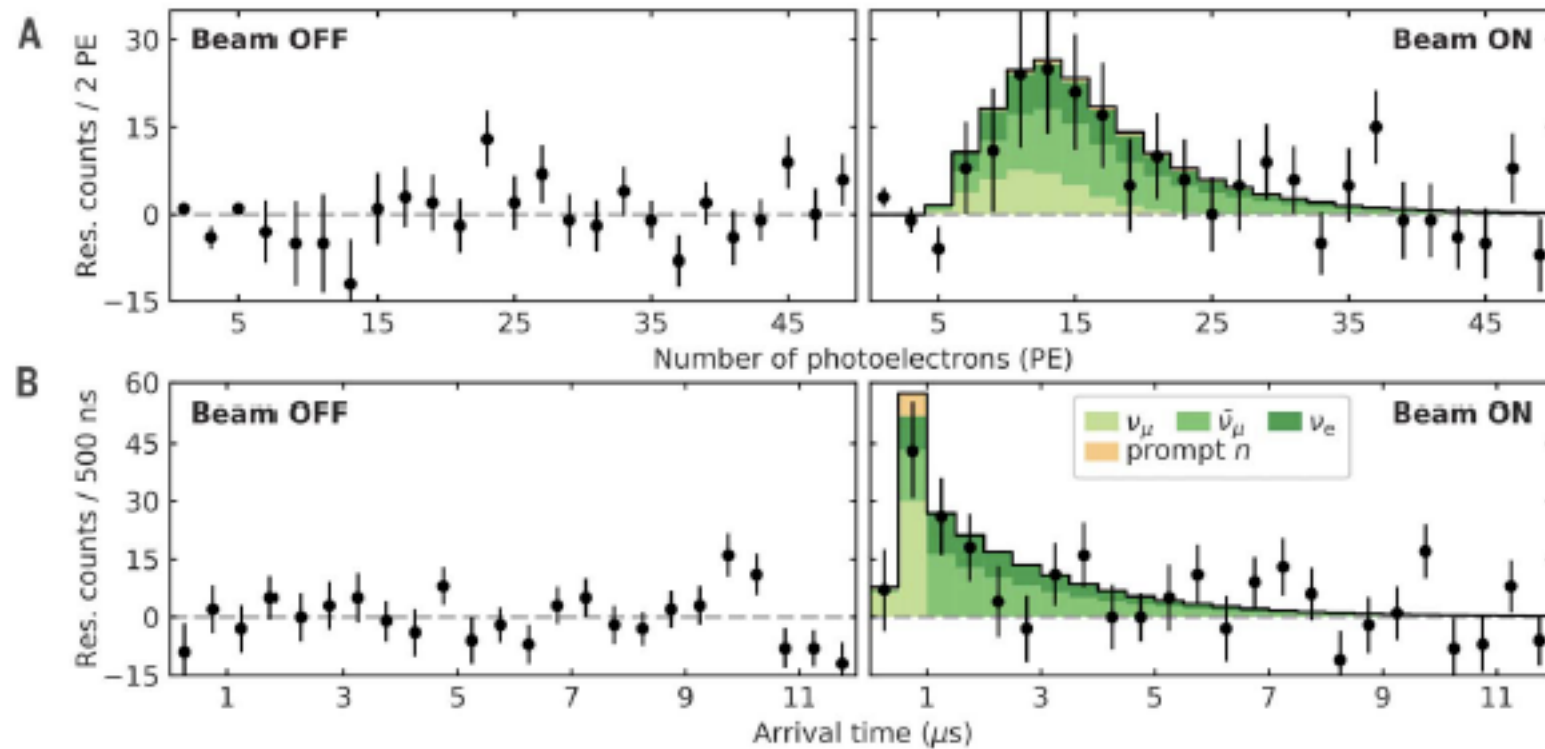 A
Beam OFF
Beam ON
Res. counts / 2 PE
30
15
0
−15
5 15 25 35 45
5 15 25 35 45
Number of photoelectrons (PE)
B
Beam OFF
Beam ON
Res. counts / 500 ns
60
45
30
15
0
−15
νμ ν̄μ νe
prompt n
1 3 5 7 9 11
1 3 5 7 9 11
Arrival time (μs)